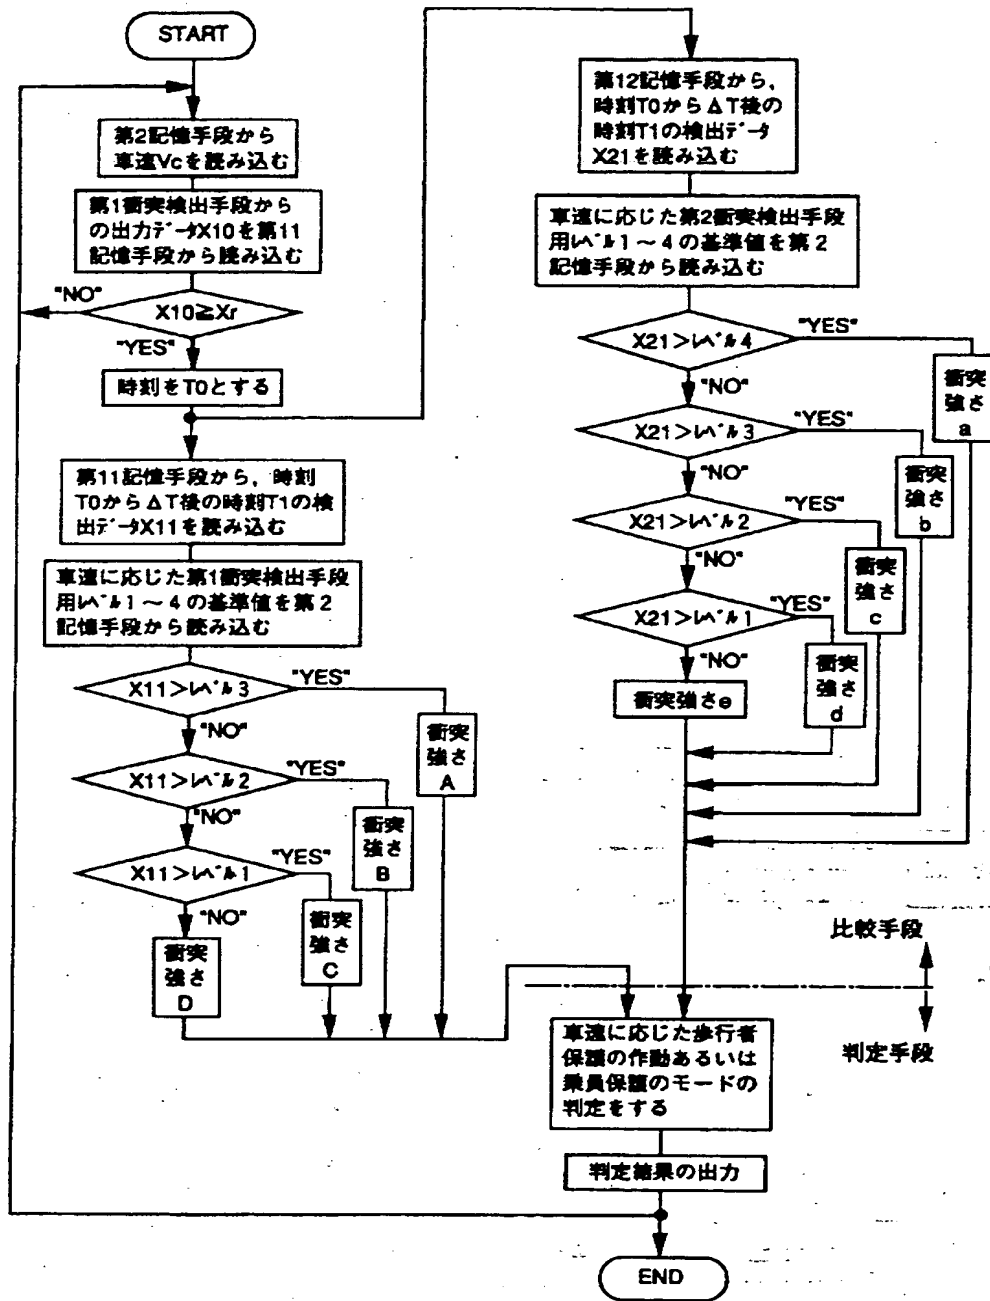 START
第2記憶手段から
車速Vcを読み込む
第1衝突検出手段から
の出力データX10を第11
記憶手段から読み込む
"NO"
X10≧Xr
"YES"
時刻をT0とする
第11記憶手段から，時刻
T0からΔT後の時刻T1の検
出データX11を読み込む
車速に応じた第1衝突検出手段
用レベル1～4の基準値を第2
記憶手段から読み込む
X11>レベル3
"YES"
"NO"
衝突
強さ
A
X11>レベル2
"YES"
"NO"
衝突
強さ
B
X11>レベル1
"YES"
"NO"
衝突
強さ
C
衝突
強さ
D
第12記憶手段から，
時刻T0からΔT後の
時刻T1の検出データ
X21を読み込む
車速に応じた第2衝突検出手段
用レベル1～4の基準値を第2
記憶手段から読み込む
X21>レベル4
"YES"
"NO"
衝突
強さ
a
X21>レベル3
"YES"
"NO"
衝突
強さ
b
X21>レベル2
"YES"
"NO"
衝突
強さ
c
X21>レベル1
"YES"
"NO"
衝突
強さ
d
衝突強さe
比較手段
判定手段
車速に応じた歩行者
保護の作動あるいは
乗員保護のモードの
判定をする
判定結果の出力
END